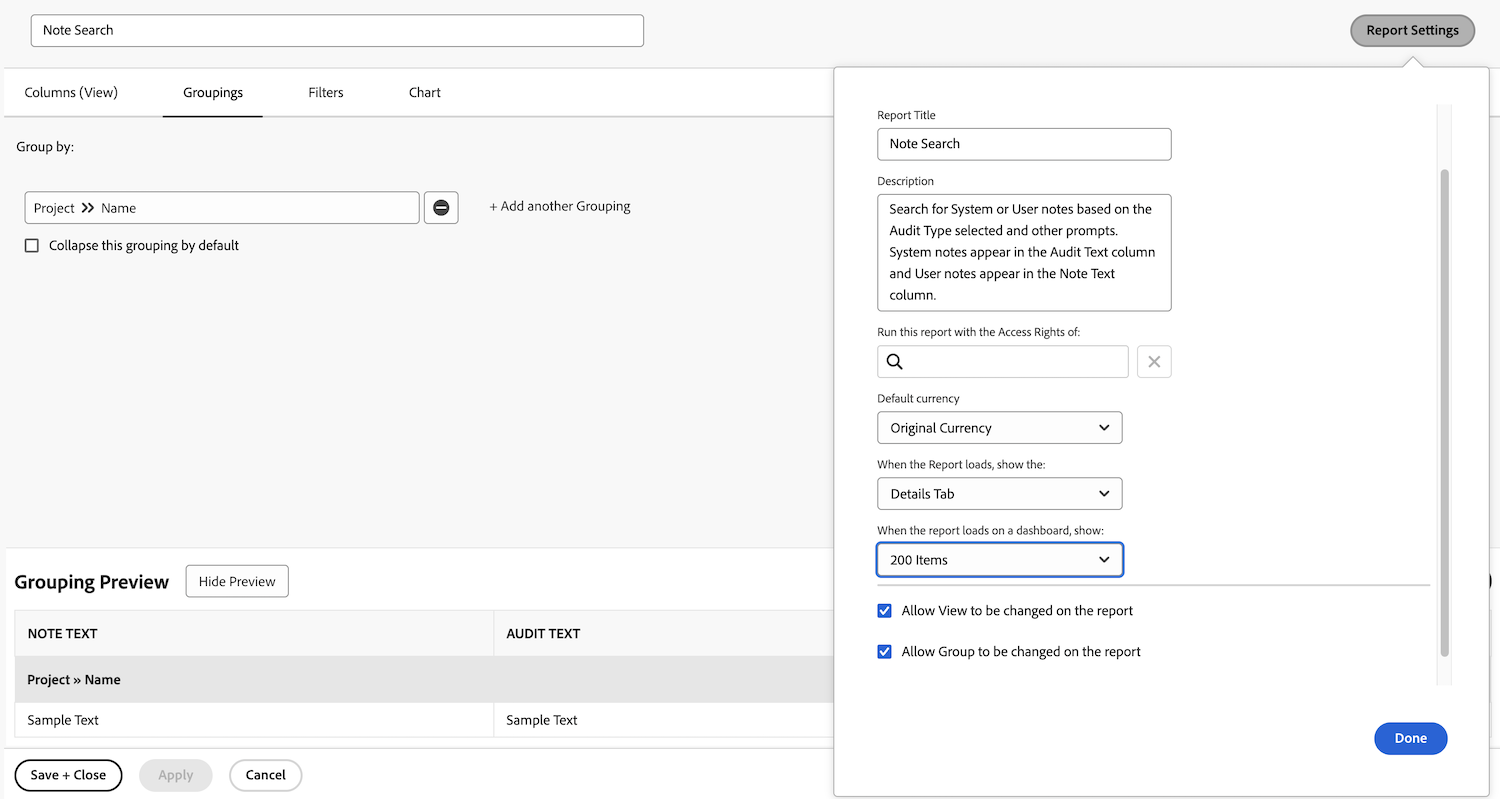 Note Search
Report Settings
Columns (View)
Groupings
Filters
Chart
Group by:
Project » Name
+ Add another Grouping
Collapse this grouping by default
Grouping Preview
Hide Preview
NOTE TEXT
AUDIT TEXT
Project » Name
Sample Text
Sample Text
Save + Close
Apply
Cancel
Report Title
Note Search
Description
Search for System or User notes based on the
Audit Type selected and other prompts.
System notes appear in the Audit Text column
and User notes appear in the Note Text
column.
Run this report with the Access Rights of:
Default currency
Original Currency
When the Report loads, show the:
Details Tab
When the report loads on a dashboard, show:
200 Items
Allow View to be changed on the report
Allow Group to be changed on the report
Done